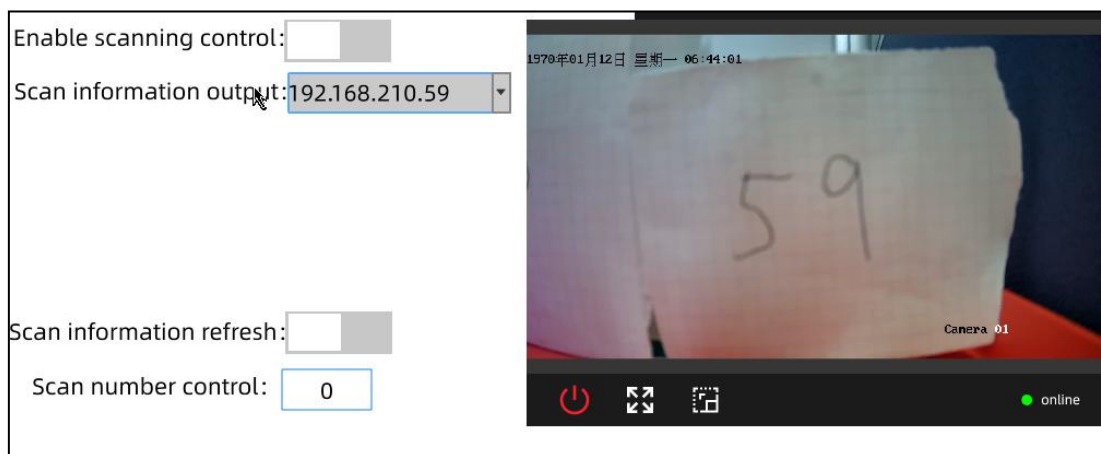 Enable scanning control:
Scan information output:192.168.210.59
Scan information refresh:
Scan number control: 0
1970年01月12日 星期一 06:44:01
59
Camera 01
online